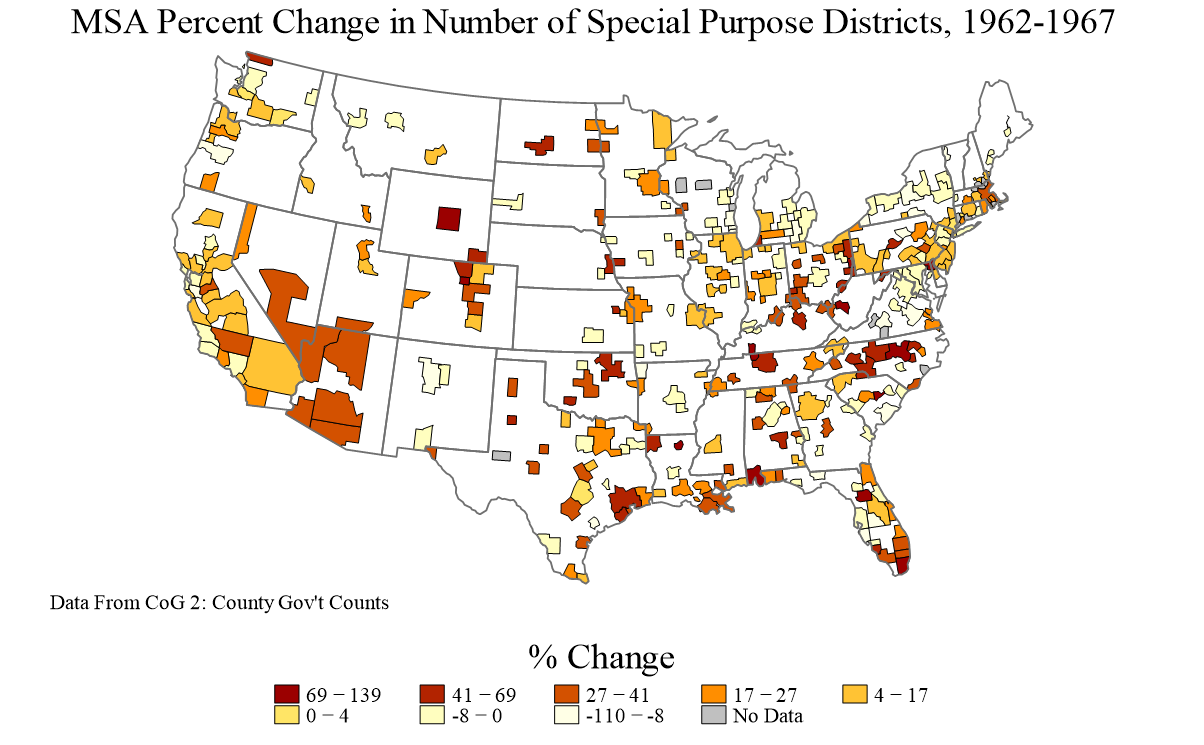 MSA Percent Change in Number of Special Purpose Districts, 1962-1967
Data From CoG 2: County Gov't Counts
% Change
69 − 139 41 − 69 27 − 41 17 − 27 4 − 17
0 − 4 -8 − 0 -110 − -8 No Data